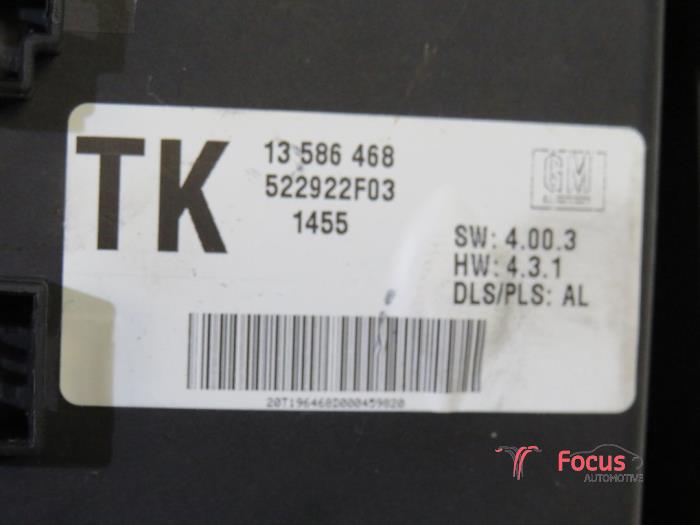 TK
13 586 468
522922F03
1455
GM
SW: 4.00.3
HW: 4.3.1
DLS/PLS: AL
20T196468D000459820
Focus
AUTOMOTIVE